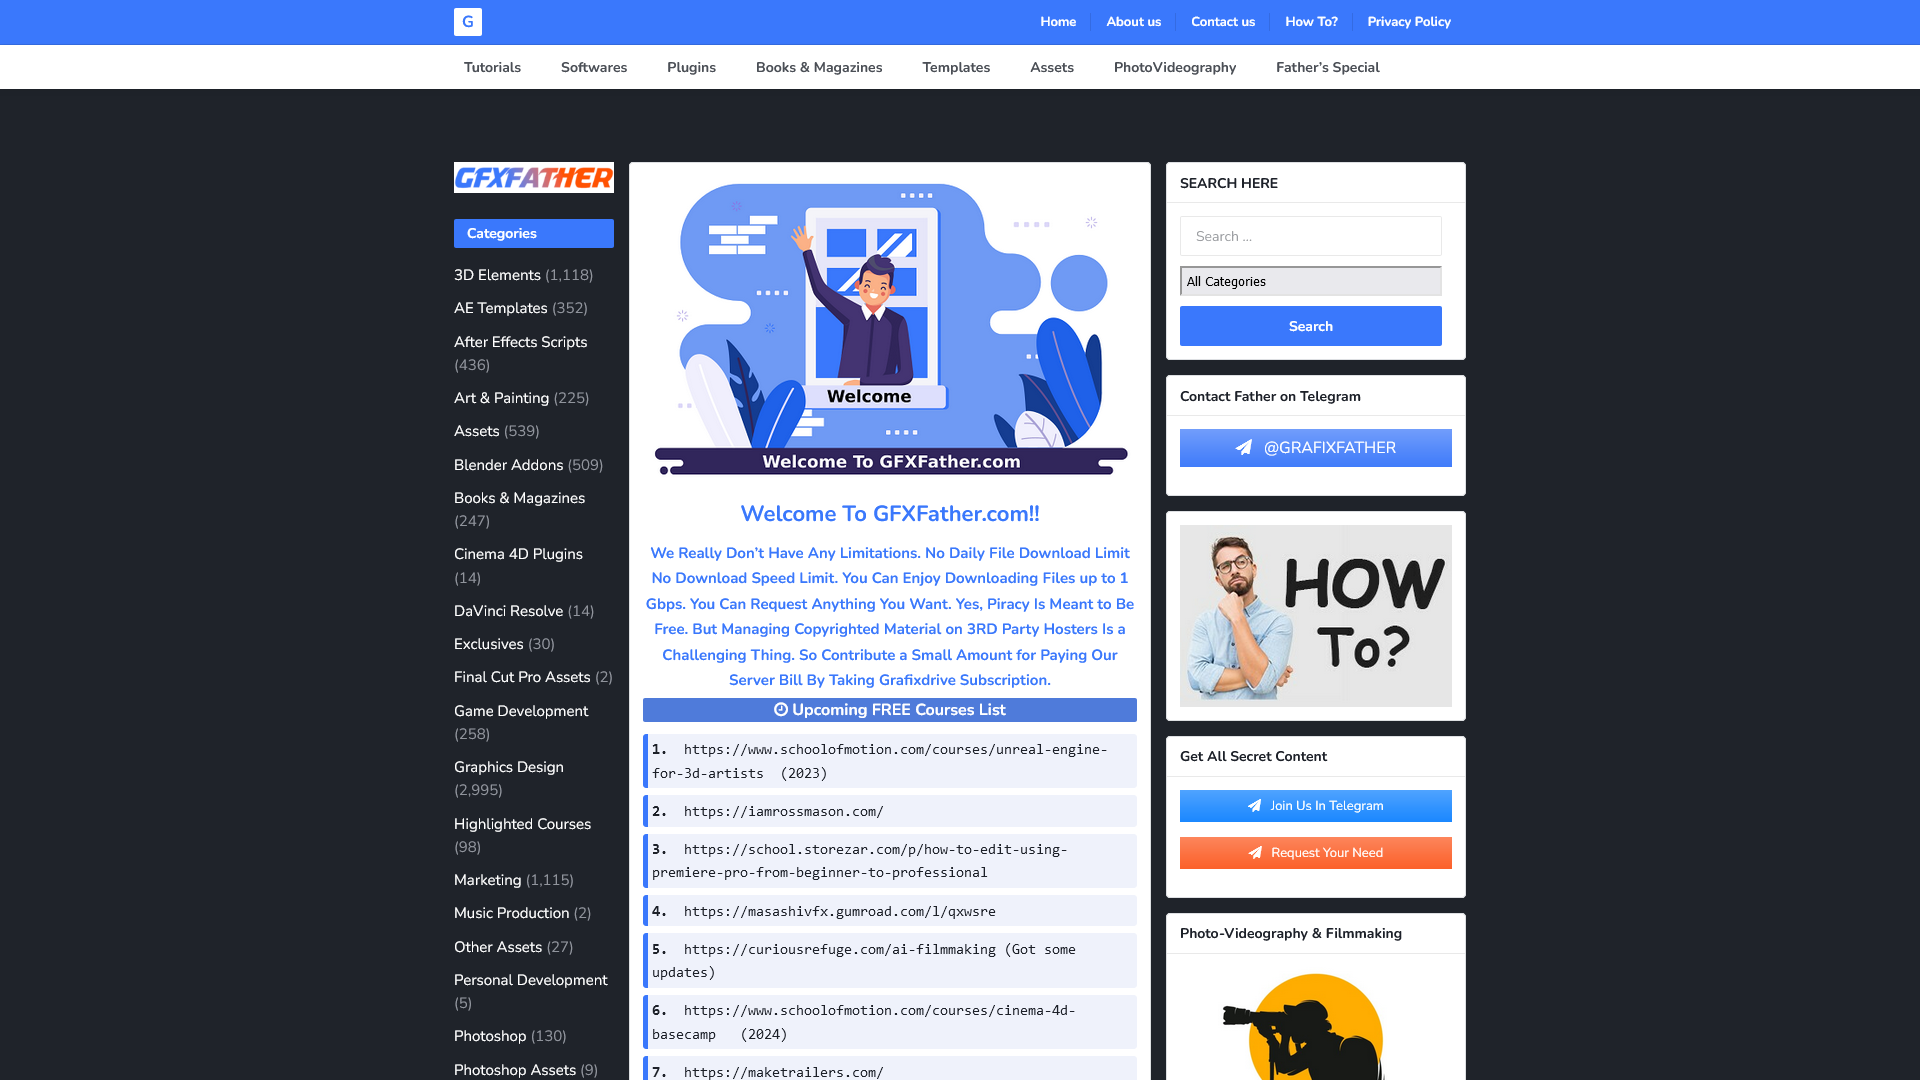 G
Home
About us
Contact us
How To?
Privacy Policy
Tutorials
Softwares
Plugins
Books & Magazines
Templates
Assets
PhotoVideography
Father’s Special
GFXFATHER
Categories
3D Elements (1,118)
AE Templates (352)
After Effects Scripts
(436)
Art & Painting (225)
Assets (539)
Blender Addons (509)
Books & Magazines
(247)
Cinema 4D Plugins
(14)
DaVinci Resolve (14)
Exclusives (30)
Final Cut Pro Assets (2)
Game Development
(258)
Graphics Design
(2,995)
Highlighted Courses
(98)
Marketing (1,115)
Music Production (2)
Other Assets (27)
Personal Development
(5)
Photoshop (130)
Photoshop Assets (9)
Welcome
Welcome To GFXFather.com
Welcome To GFXFather.com!!
We Really Don’t Have Any Limitations. No Daily File Download Limit
No Download Speed Limit. You Can Enjoy Downloading Files up to 1
Gbps. You Can Request Anything You Want. Yes, Piracy Is Meant to Be
Free. But Managing Copyrighted Material on 3RD Party Hosters Is a
Challenging Thing. So Contribute a Small Amount for Paying Our
Server Bill By Taking Grafixdrive Subscription.
Upcoming FREE Courses List
1. https://www.schoolofmotion.com/courses/unreal-engine-
for-3d-artists (2023)
2. https://iamrossmason.com/
3. https://school.storezar.com/p/how-to-edit-using-
premiere-pro-from-beginner-to-professional
4. https://masashivfx.gumroad.com/l/qxwsre
5. https://curiousrefuge.com/ai-filmmaking (Got some
updates)
6. https://www.schoolofmotion.com/courses/cinema-4d-
basecamp (2024)
7. https://maketrailers.com/
SEARCH HERE
Search ...
All Categories
Search
Contact Father on Telegram
@GRAFIXFATHER
HOW
To?
Get All Secret Content
Join Us In Telegram
Request Your Need
Photo-Videography & Filmmaking